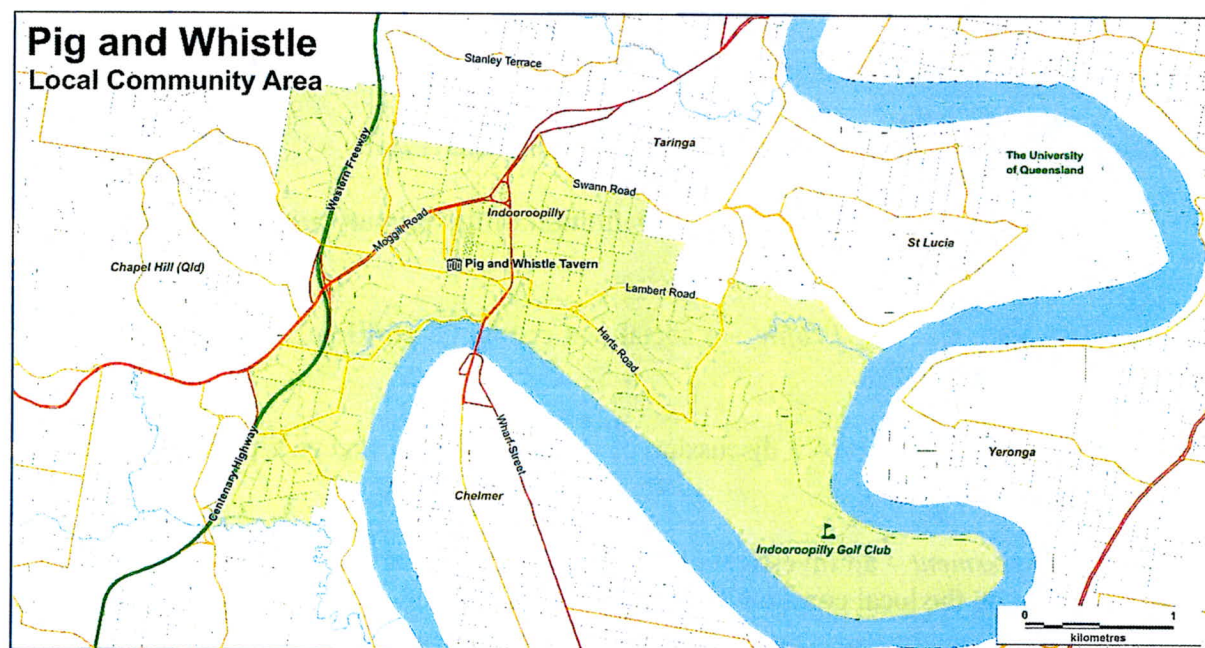 Pig and Whistle
Local Community Area
Stanley Terrace
Western Freeway
Taringa
The University
of Queensland
Swann Road
Indooroopilly
Moggill Road
St Lucia
Chapel Hill (Qld)
Pig and Whistle Tavern
Lambert Road
Harts Road
Centenary Highway
Wharf Street
Chelmer
Yeronga
Indooroopilly Golf Club
0 1
kilometres